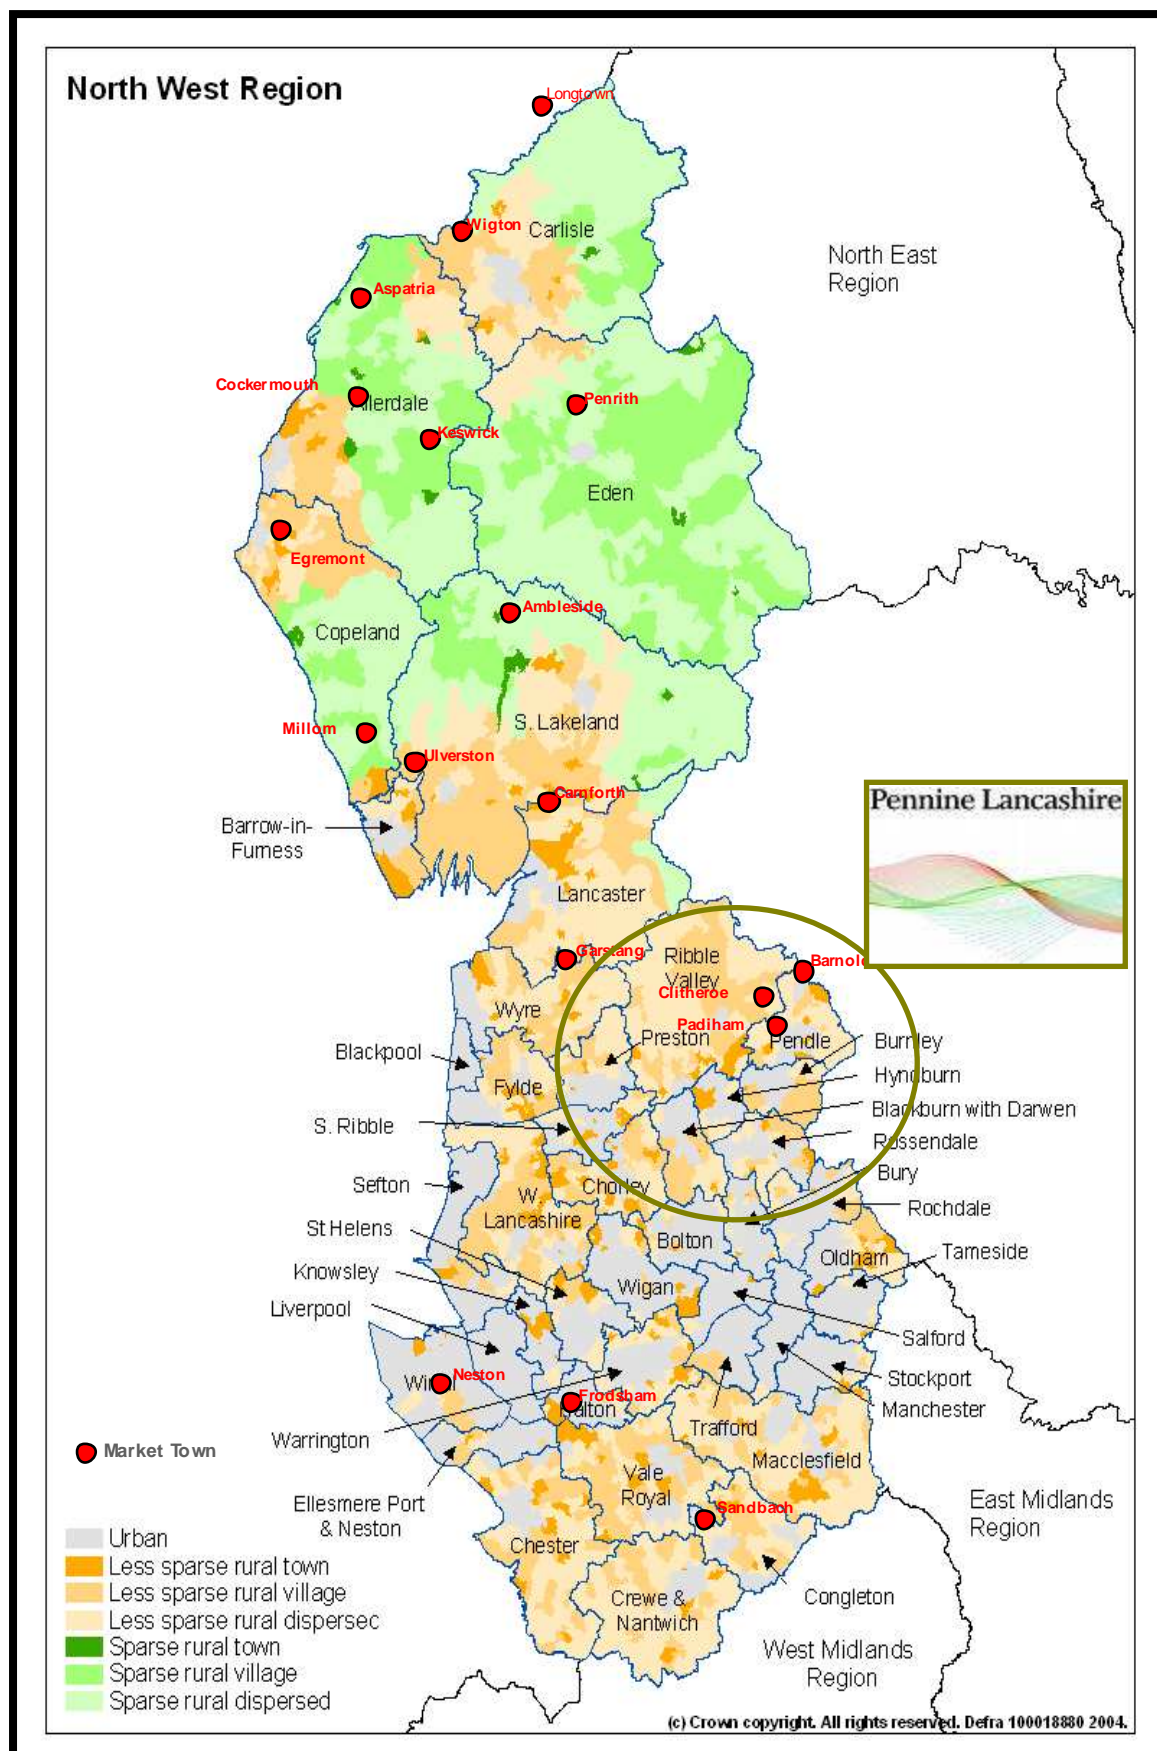 North West Region
Longtown
Wigton
Carlisle
North East
Region
Aspatria
Cockermouth
Allerdale
Penrith
Keswick
Eden
Egremont
Ambleside
Copeland
S. Lakeland
Millom
Ulverston
Carnforth
Pennine Lancashire
Barrow-in-
Furness
Lancaster
Garstang
Ribble
Valley
Barnol
Clitheroe
Wyre
Padiham
Preston
Pendle
Burnley
Blackpool
Fylde
Hyndburn
Blackburn with Darwen
S. Ribble
Rossendale
Bury
Sefton
Chorley
W.
Lancashire
Rochdale
St Helens
Bolton
Oldham
Tameside
Knowsley
Wigan
Liverpool
Salford
Neston
Wirral
Stockport
Frodsham
Halton
Manchester
Trafford
Warrington
Market Town
Macclesfield
Vale
Royal
Ellesmere Port
& Neston
Sandbach
East Midlands
Region
Urban
Chester
Less sparse rural town
Less sparse rural village
Congleton
Crewe &
Nantwich
Less sparse rural dispersec
Sparse rural town
West Midlands
Region
Sparse rural village
Sparse rural dispersed
(c) Crown copyright. All rights reserved. Defra 100018880 2004.